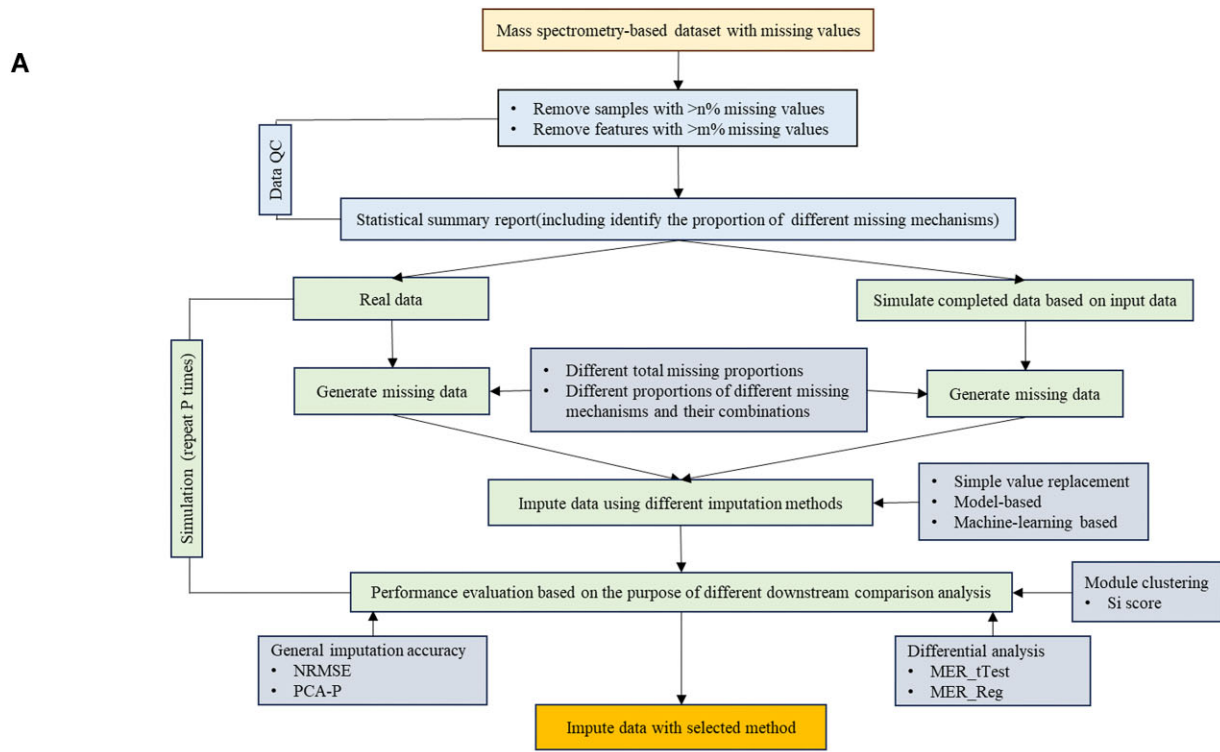 A
Mass spectrometry-based dataset with missing values
• Remove samples with >n% missing values
• Remove features with >m% missing values
Data QC
Statistical summary report(including identify the proportion of different missing mechanisms)
Real data
Simulate completed data based on input data
Simulation (repeat P times)
• Different total missing proportions
• Different proportions of different missing
mechanisms and their combinations
Generate missing data
Generate missing data
Impute data using different imputation methods
• Simple value replacement
• Model-based
• Machine-learning based
Performance evaluation based on the purpose of different downstream comparison analysis
Module clustering
• Si score
General imputation accuracy
• NRMSE
• PCA-P
Differential analysis
• MER_tTest
• MER_Reg
Impute data with selected method